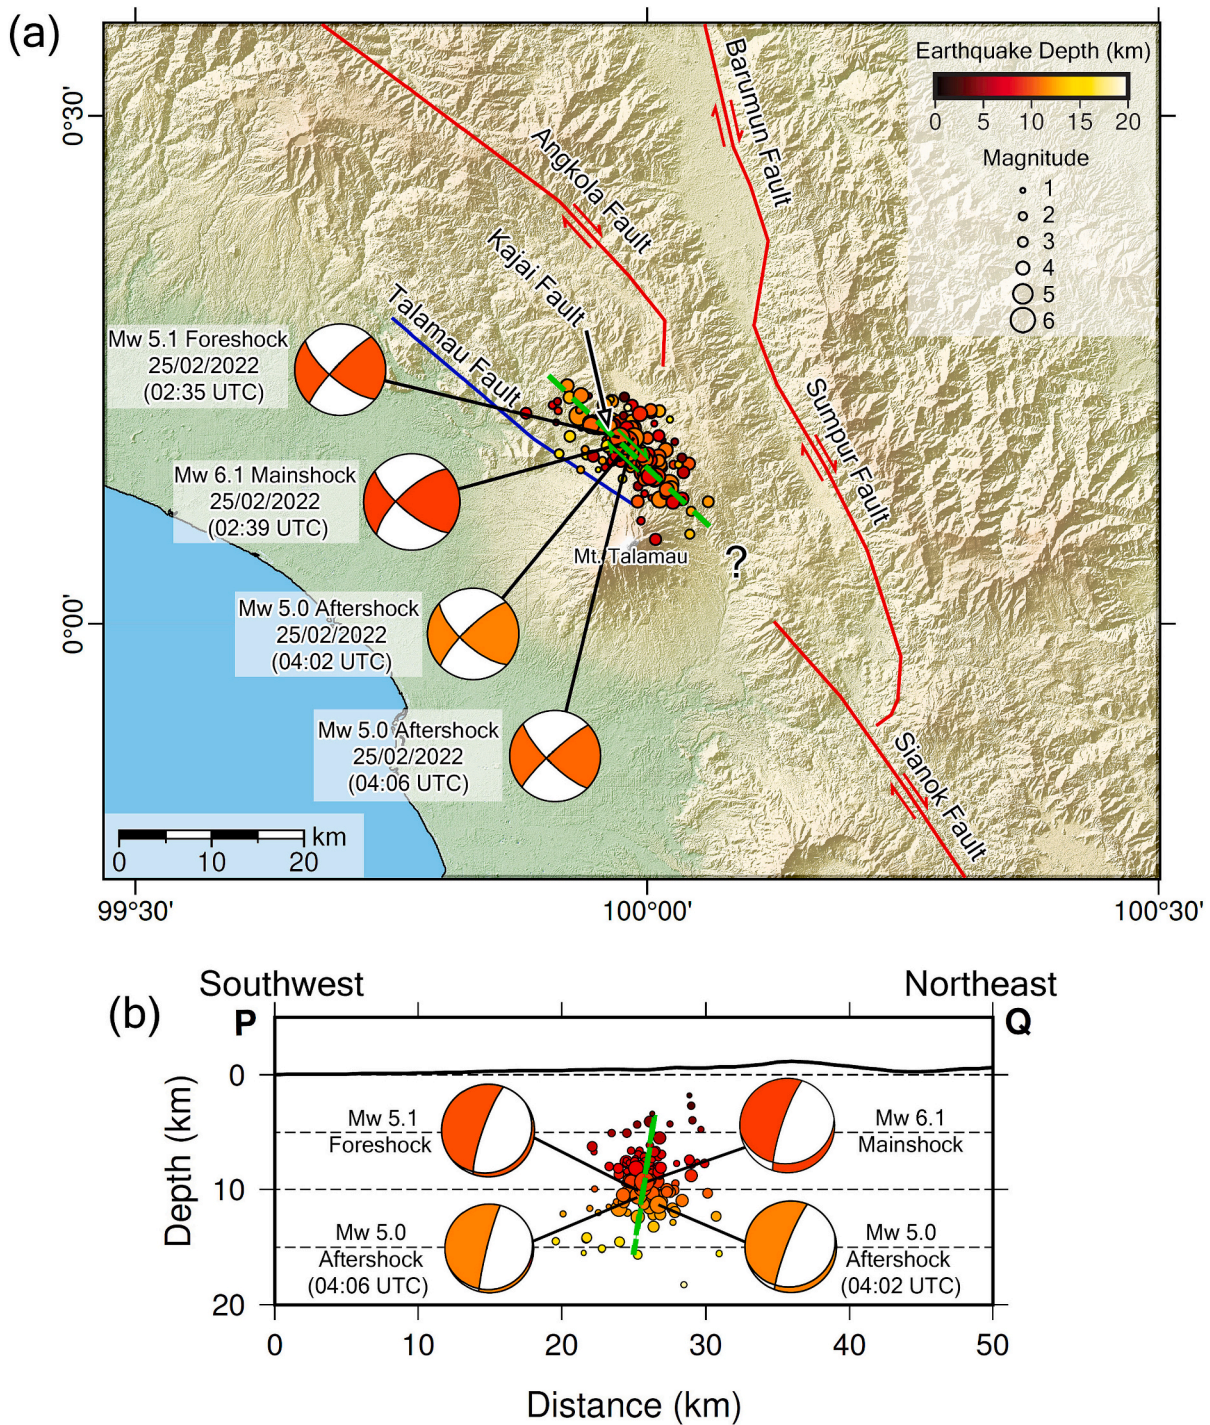 (a)
Earthquake Depth (km)
0 5 10 15 20
Magnitude
1
2
3
4
5
6
Barumun Fault
Angkola Fault
Kajai Fault
Talamau Fault
Sumpur Fault
Sianok Fault
Mw 5.1 Foreshock
25/02/2022
(02:35 UTC)
Mw 6.1 Mainshock
25/02/2022
(02:39 UTC)
Mw 5.0 Aftershock
25/02/2022
(04:02 UTC)
Mw 5.0 Aftershock
25/02/2022
(04:06 UTC)
Mt. Talamau
?
km
0 10 20
0°30'
0°00'
99°30' 100°00' 100°30'
(b)
Southwest Northeast
P Q
Depth (km)
0
10
20
Mw 5.1
Foreshock
Mw 6.1
Mainshock
Mw 5.0
Aftershock
(04:06 UTC)
Mw 5.0
Aftershock
(04:02 UTC)
0 10 20 30 40 50
Distance (km)